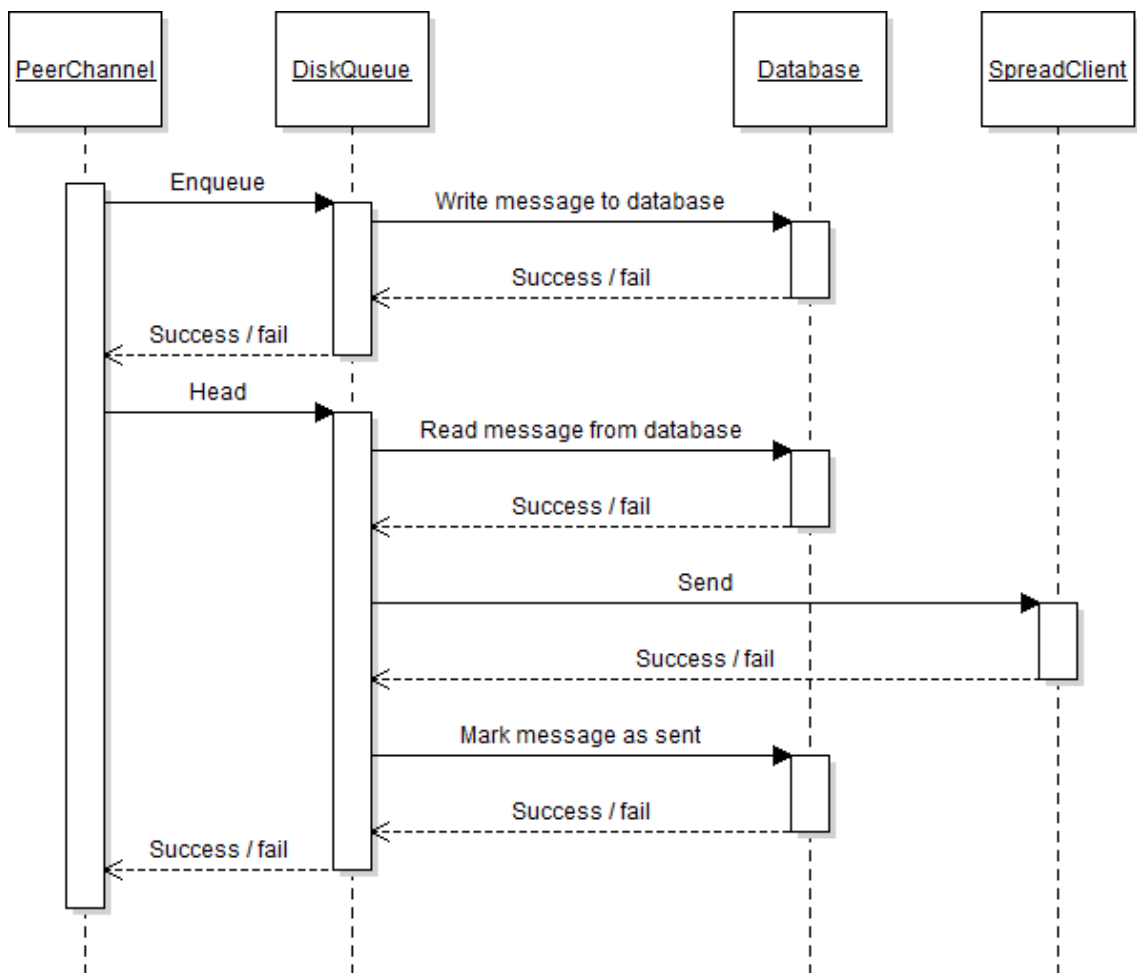 PeerChannel
DiskQueue
Database
SpreadClient
Enqueue
Write message to database
Success / fail
Success / fail
Head
Read message from database
Success / fail
Send
Success / fail
Mark message as sent
Success / fail
Success / fail